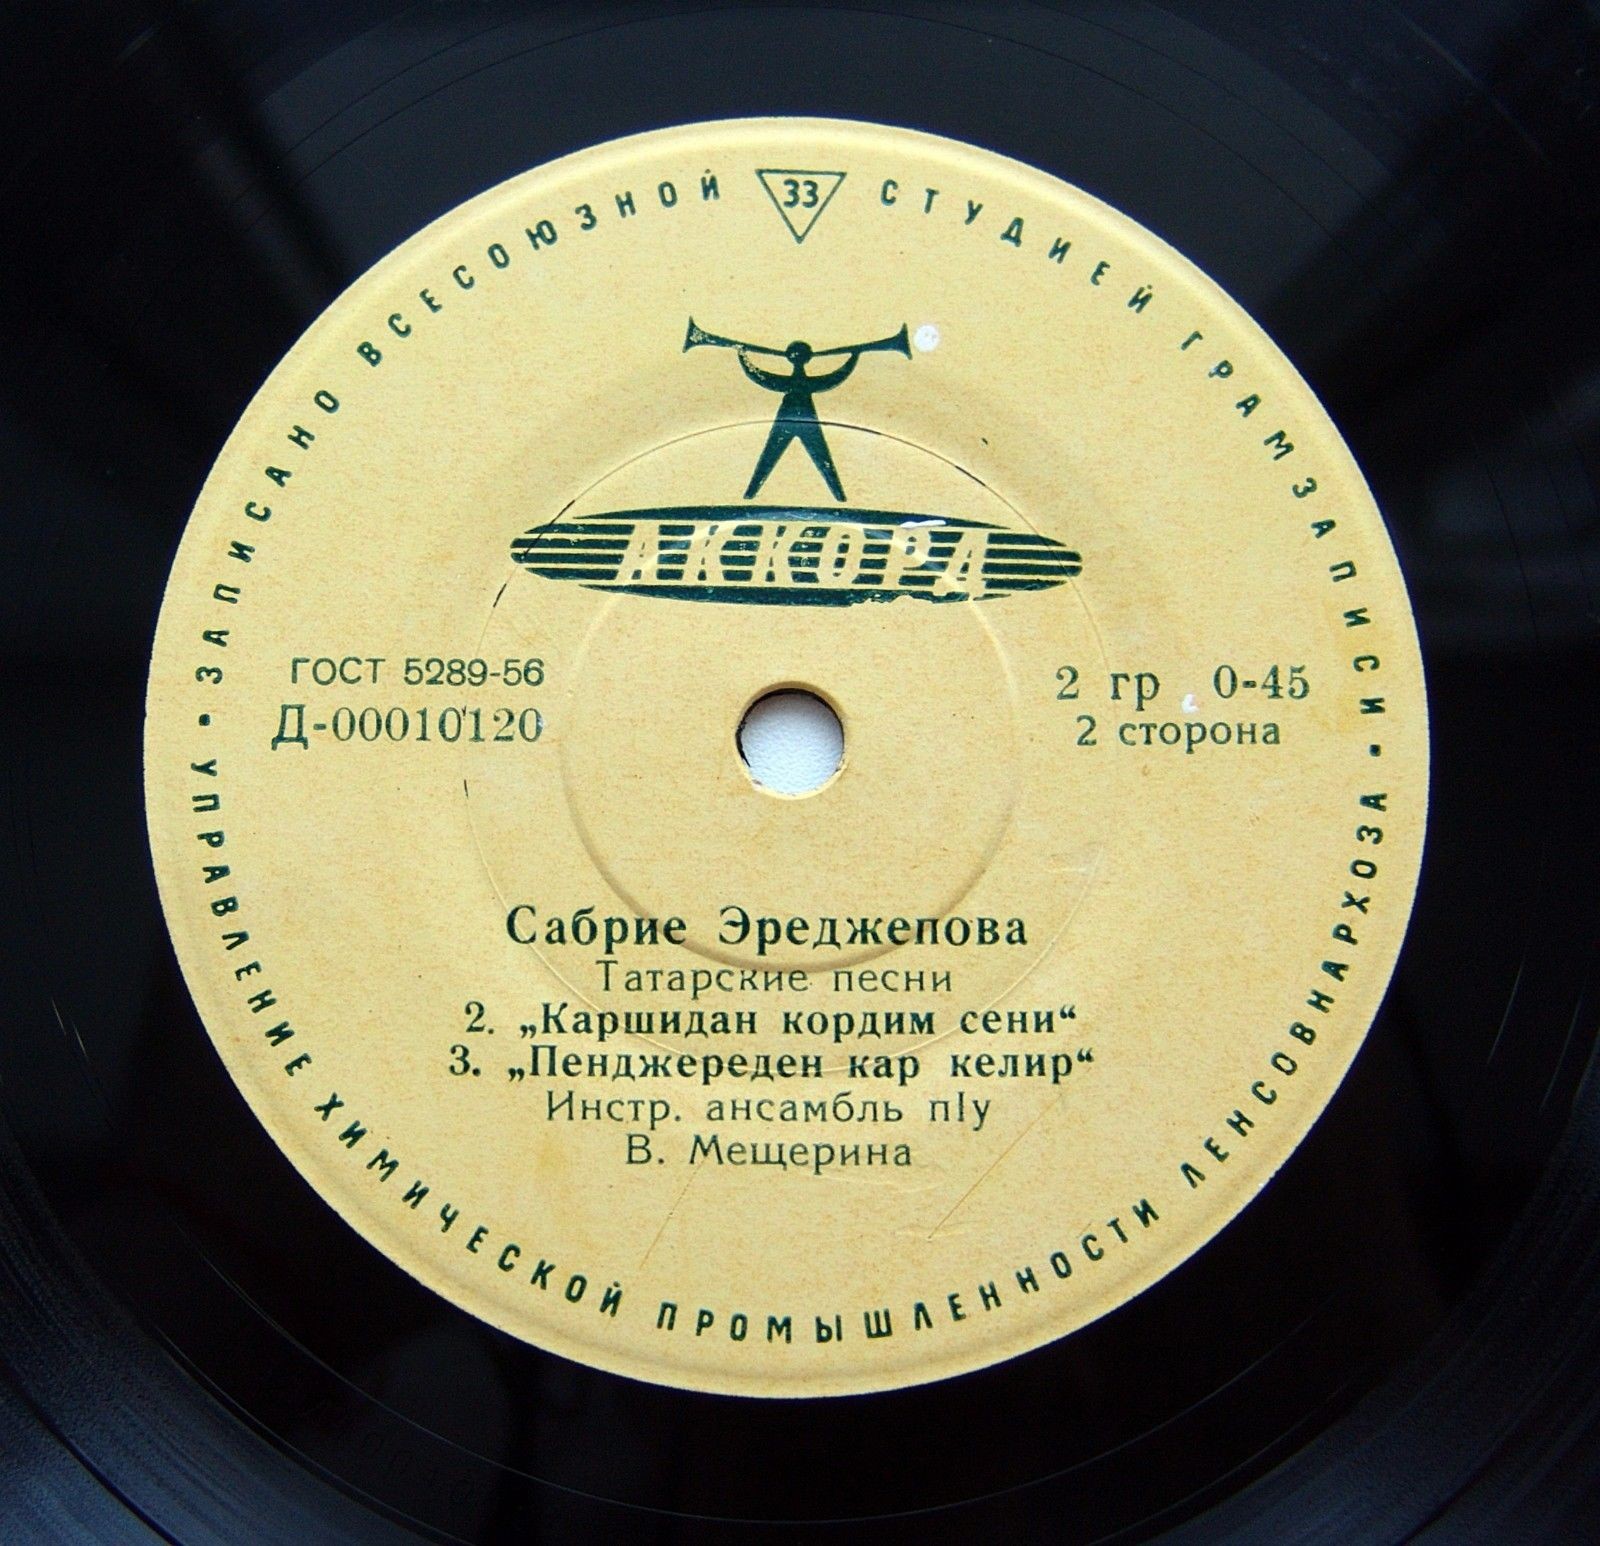 ЗАПИСАНО ВСЕСОЮЗНОЙ СТУДИЕЙ ГРАМЗАПИСИ •
33
АККОРД
ГОСТ 5289-56
Д-00010120
2 гр 0-45
2 сторона
Сабрие Эреджепова
Татарские песни
2. „Каршидан кордим сени“
3. „Пенджереден кар келир“
Инстр. ансамбль п/у
В. Мещерина
• УПРАВЛЕНИЕ ХИМИЧЕСКОЙ ПРОМЫШЛЕННОСТИ ЛЕНСОВНАРХОЗА